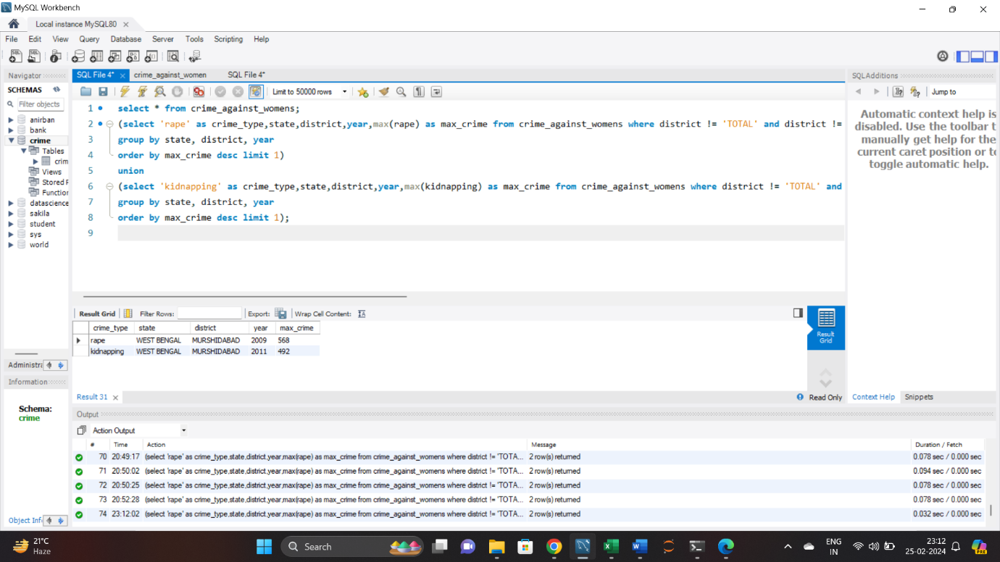 MySQL Workbench
Local instance MySQL80
File Edit View Query Database Server Tools Scripting Help
Navigator
SCHEMAS
Filter objects
anirban
bank
crime
Tables
crim
Views
Stored P
Function
datascience
sakila
student
sys
world
Administra
Information
Schema:
crime
Object Info
SQL File 4* crime_against_women SQL File 4*
Limit to 50000 rows
1 select * from crime_against_womens;
2 (select 'rape' as crime_type,state,district,year,max(rape) as max_crime from crime_against_womens where district != 'TOTAL' and district !=
3 group by state, district, year
4 order by max_crime desc limit 1)
5 union
6 (select 'kidnapping' as crime_type,state,district,year,max(kidnapping) as max_crime from crime_against_womens where district != 'TOTAL' and
7 group by state, district, year
8 order by max_crime desc limit 1);
9
Result Grid Filter Rows: Export: Wrap Cell Content:
crime_type state district year max_crime
rape WEST BENGAL MURSHIDABAD 2009 568
kidnapping WEST BENGAL MURSHIDABAD 2011 492
Result
Grid
Result 31
Read Only
SQLAdditions
Jump to
Automatic context help is
disabled. Use the toolbar t
manually get help for the
current caret position or to
toggle automatic help.
Context Help Snippets
Output
Action Output
# Time Action Message Duration / Fetch
70 20:49:17 (select 'rape' as crime_type,state,district,year,max(rape) as max_crime from crime_against_womens where district != 'TOTA... 2 row(s) returned 0.078 sec / 0.000 sec
71 20:50:02 (select 'rape' as crime_type,state,district,year,max(rape) as max_crime from crime_against_womens where district != 'TOTA... 2 row(s) returned 0.094 sec / 0.000 sec
72 20:50:25 (select 'rape' as crime_type,state,district,year,max(rape) as max_crime from crime_against_womens where district != 'TOTA... 2 row(s) returned 0.078 sec / 0.000 sec
73 20:52:28 (select 'rape' as crime_type,state,district,year,max(rape) as max_crime from crime_against_womens where district != 'TOTA... 2 row(s) returned 0.078 sec / 0.000 sec
74 23:12:02 (select 'rape' as crime_type,state,district,year,max(rape) as max_crime from crime_against_womens where district != 'TOTA... 2 row(s) returned 0.032 sec / 0.000 sec
21°C
Haze
Search
ENG
IN
23:12
25-02-2024
PRE